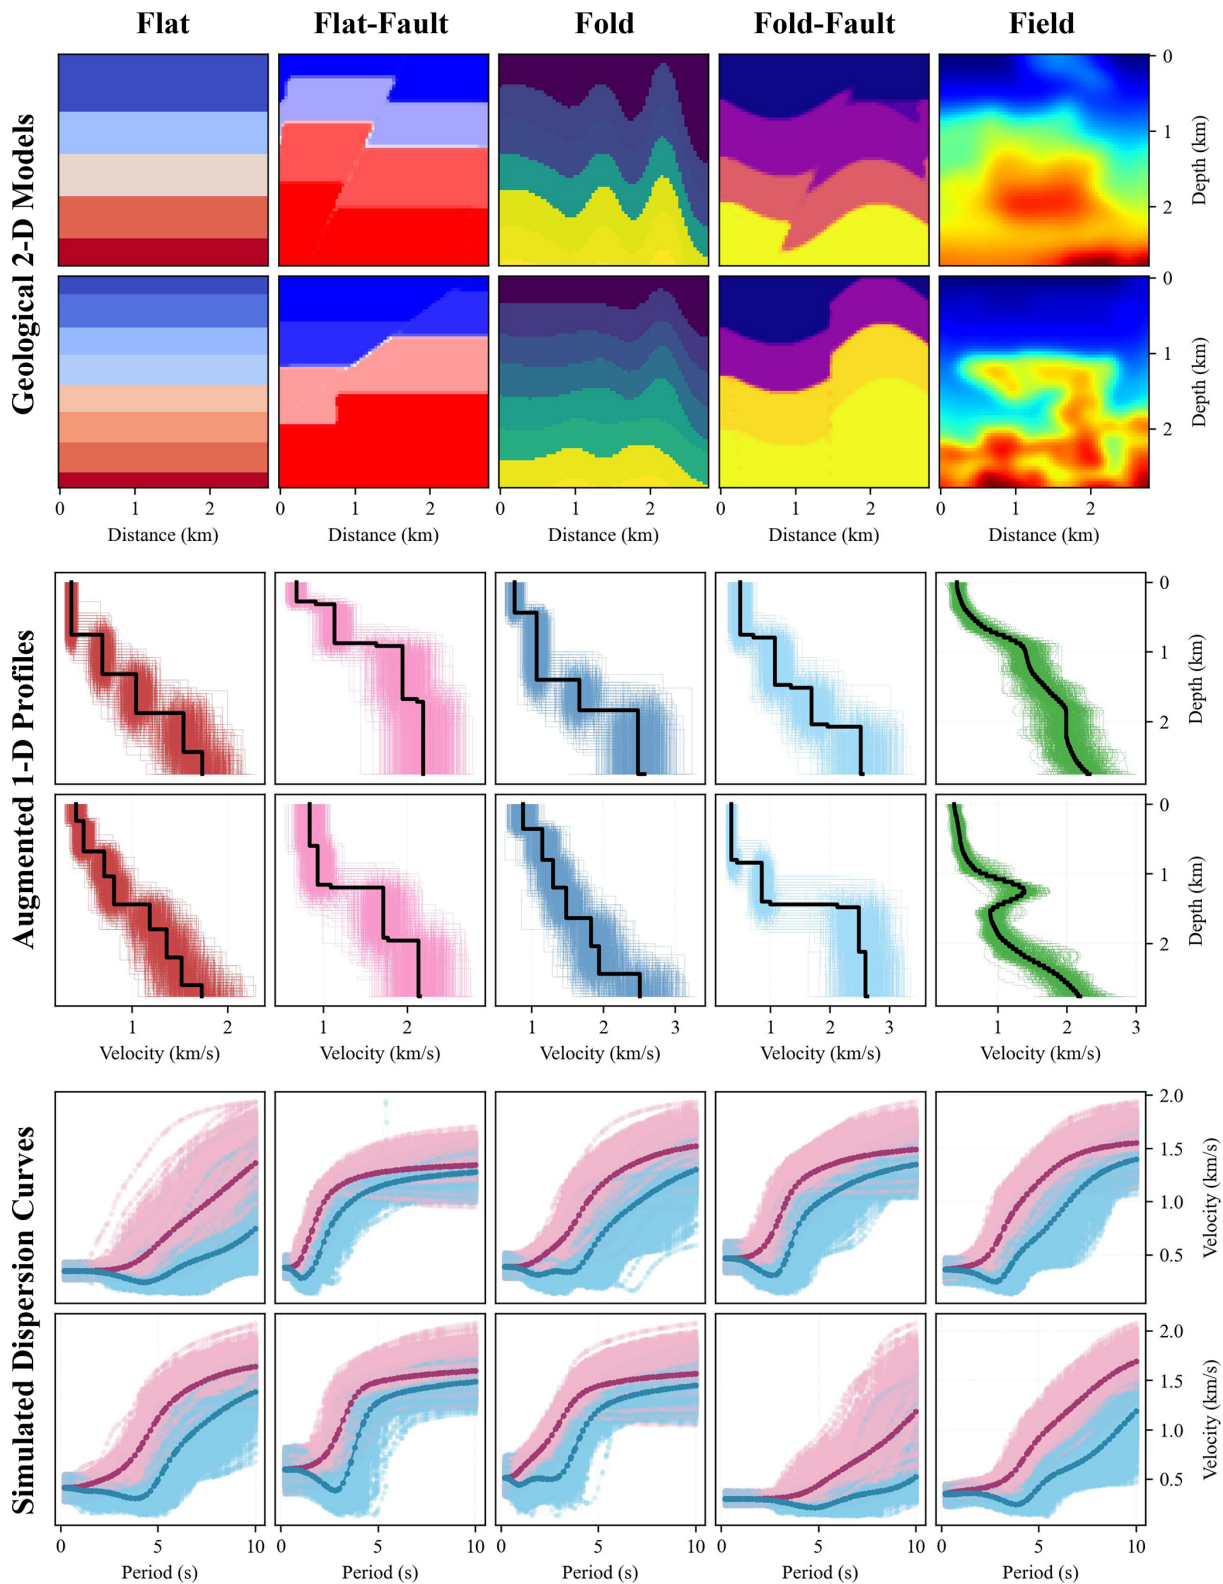 Flat Flat-Fault Fold Fold-Fault Field
Geological 2-D Models
0
1
2
Depth (km)
0
1
2
Depth (km)
0 1 2 0 1 2 0 1 2 0 1 2 0 1 2
Distance (km) Distance (km) Distance (km) Distance (km) Distance (km)
Augmented 1-D Profiles
0
1
2
Depth (km)
0
1
2
Depth (km)
1 2 1 2 1 2 3 1 2 3 1 2 3
Velocity (km/s) Velocity (km/s) Velocity (km/s) Velocity (km/s) Velocity (km/s)
Simulated Dispersion Curves
2.0
1.5
1.0
0.5
Velocity (km/s)
2.0
1.5
1.0
0.5
Velocity (km/s)
0 5 10 0 5 10 0 5 10 0 5 10 0 5 10
Period (s) Period (s) Period (s) Period (s) Period (s)